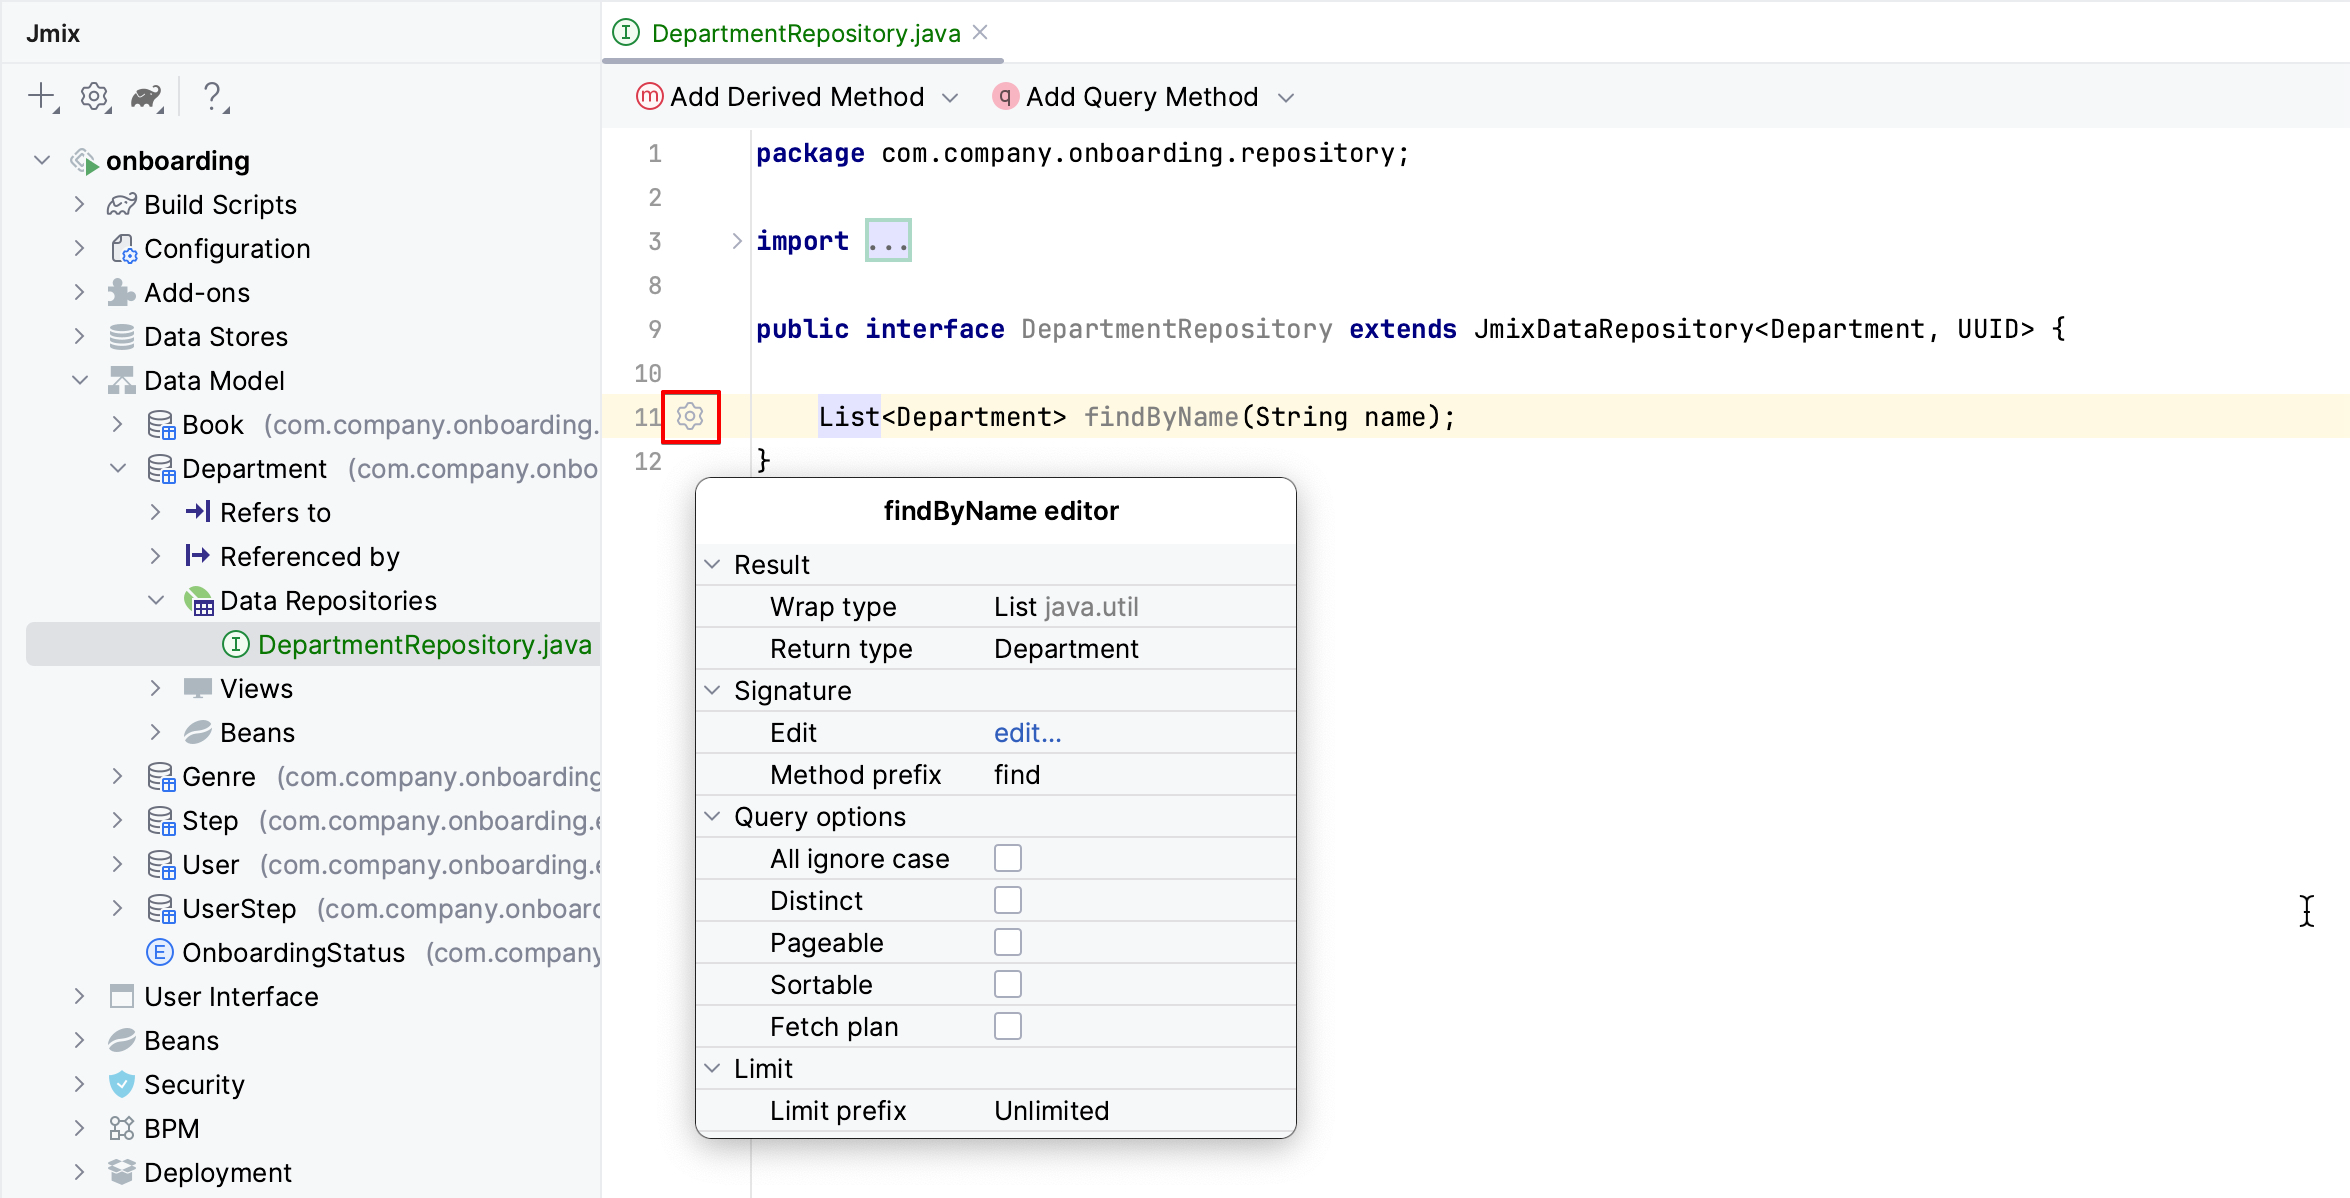 Jmix
onboarding
Build Scripts
Configuration
Add-ons
Data Stores
Data Model
Book (com.company.onboarding.
Department (com.company.onbo
Refers to
Referenced by
Data Repositories
DepartmentRepository.java
Views
Beans
Genre (com.company.onboarding
Step (com.company.onboarding.e
User (com.company.onboarding.e
UserStep (com.company.onboard
OnboardingStatus (com.company
User Interface
Beans
Security
BPM
Deployment
DepartmentRepository.java
m Add Derived Method
q Add Query Method
1 package com.company.onboarding.repository;
2
3 import ...
8
9 public interface DepartmentRepository extends JmixDataRepository<Department, UUID> {
10
11 List<Department> findByName(String name);
12 }
findByName editor
Result
Wrap type List java.util
Return type Department
Signature
Edit edit...
Method prefix find
Query options
All ignore case
Distinct
Pageable
Sortable
Fetch plan
Limit
Limit prefix Unlimited